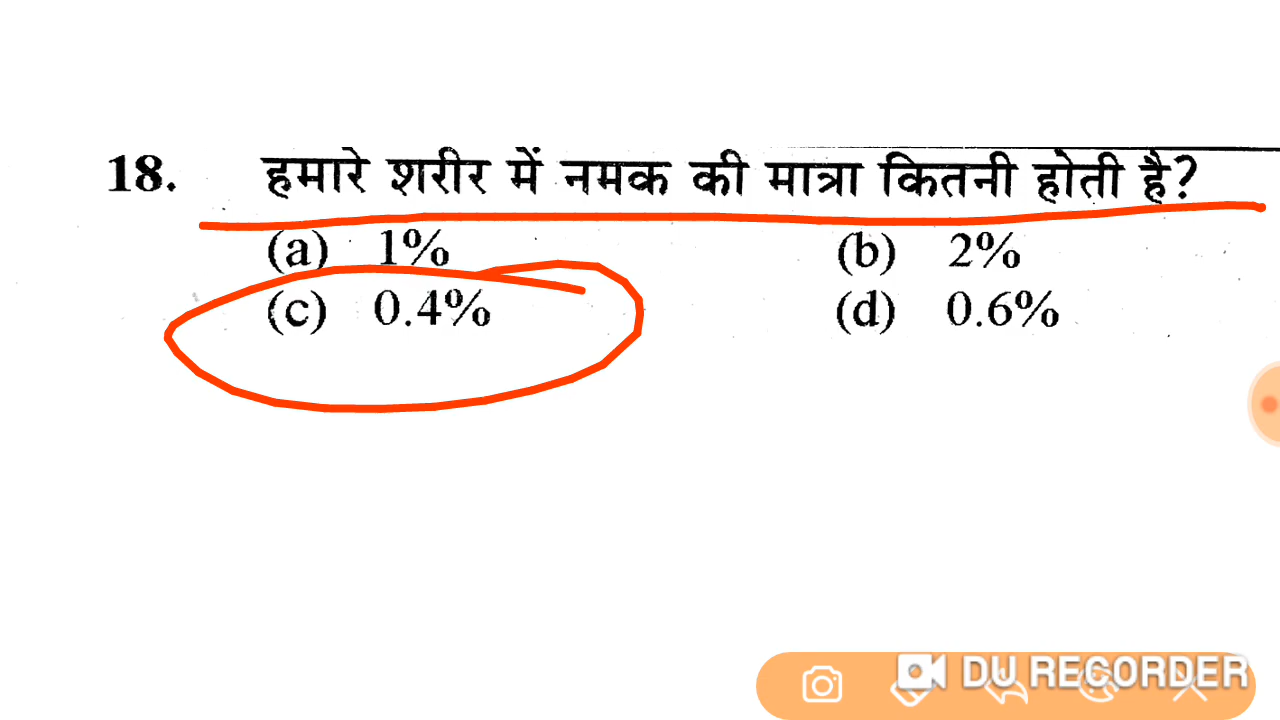 18. हमारे शरीर में नमक की मात्रा कितनी होती है?
(a) 1% (b) 2%
(c) 0.4% (d) 0.6%
DU RECORDER